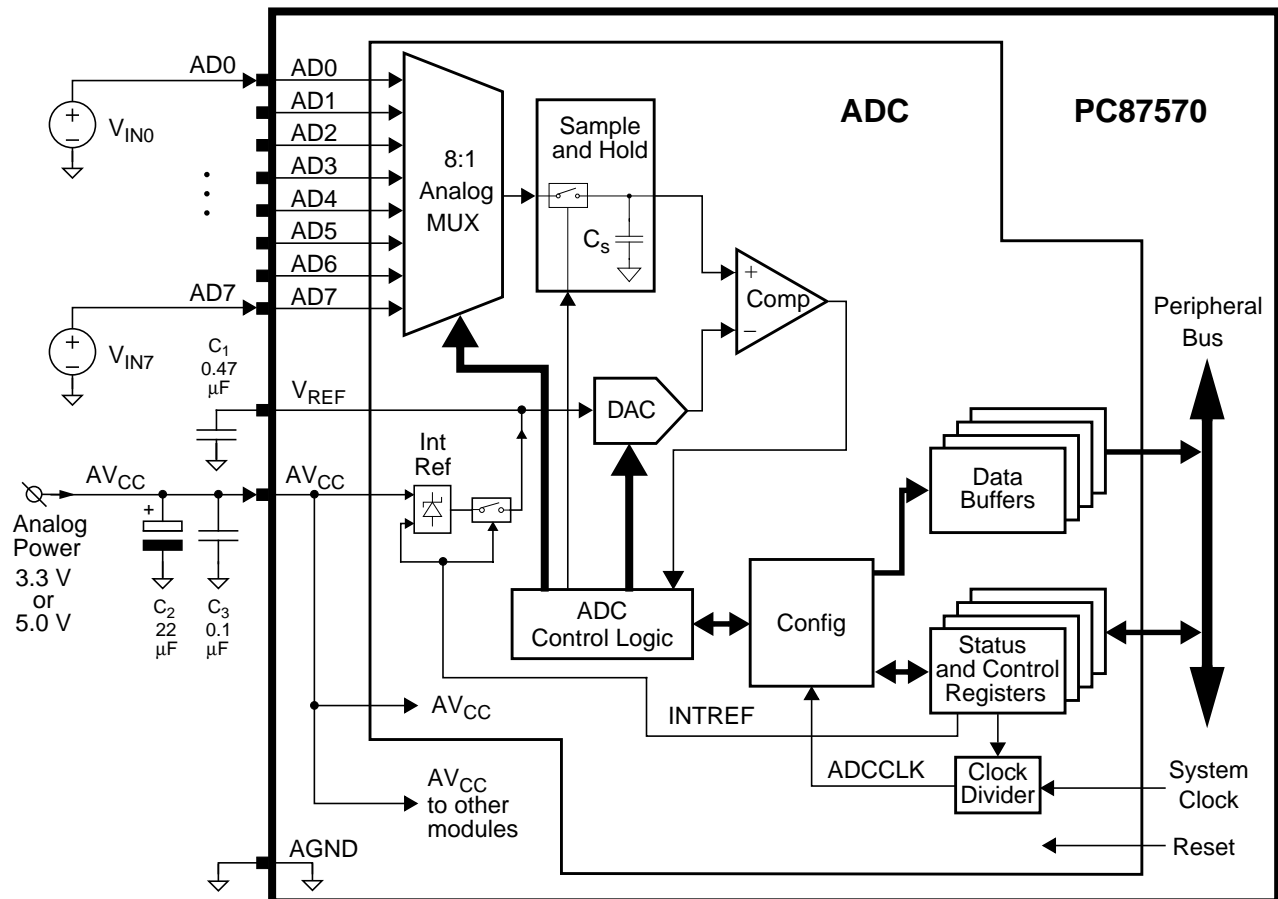 AD0
AD0
AD1
AD2
AD3
AD4
AD5
AD6
AD7
AD7
+
−
VIN0
+
−
VIN7
8:1
Analog
MUX
Sample
and Hold
Cs
ADC
PC87570
+
−
Comp
Peripheral
Bus
C1
0.47
µF
VREF
DAC
Int
Ref
AVCC
AVCC
Analog
Power
3.3 V
or
5.0 V
+
C2
22
µF
C3
0.1
µF
Data
Buffers
ADC
Control Logic
Config
Status
and Control
Registers
AVCC
INTREF
ADCCLK
Clock
Divider
System
Clock
AVCC
to other
modules
Reset
AGND